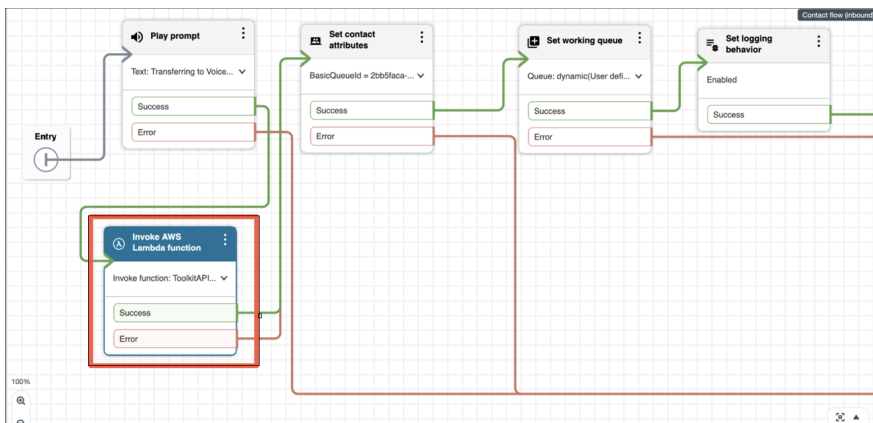 Contact flow (inbound
Play prompt
Text: Transferring to Voice...
Success
Error
Set contact
attributes
BasicQueueId = 2bb5faca-...
Success
Error
Set working queue
Queue: dynamic(User defi...
Success
Error
Set logging
behavior
Enabled
Success
Entry
Invoke AWS
Lambda function
Invoke function: ToolkitAPI...
Success
Error
100%